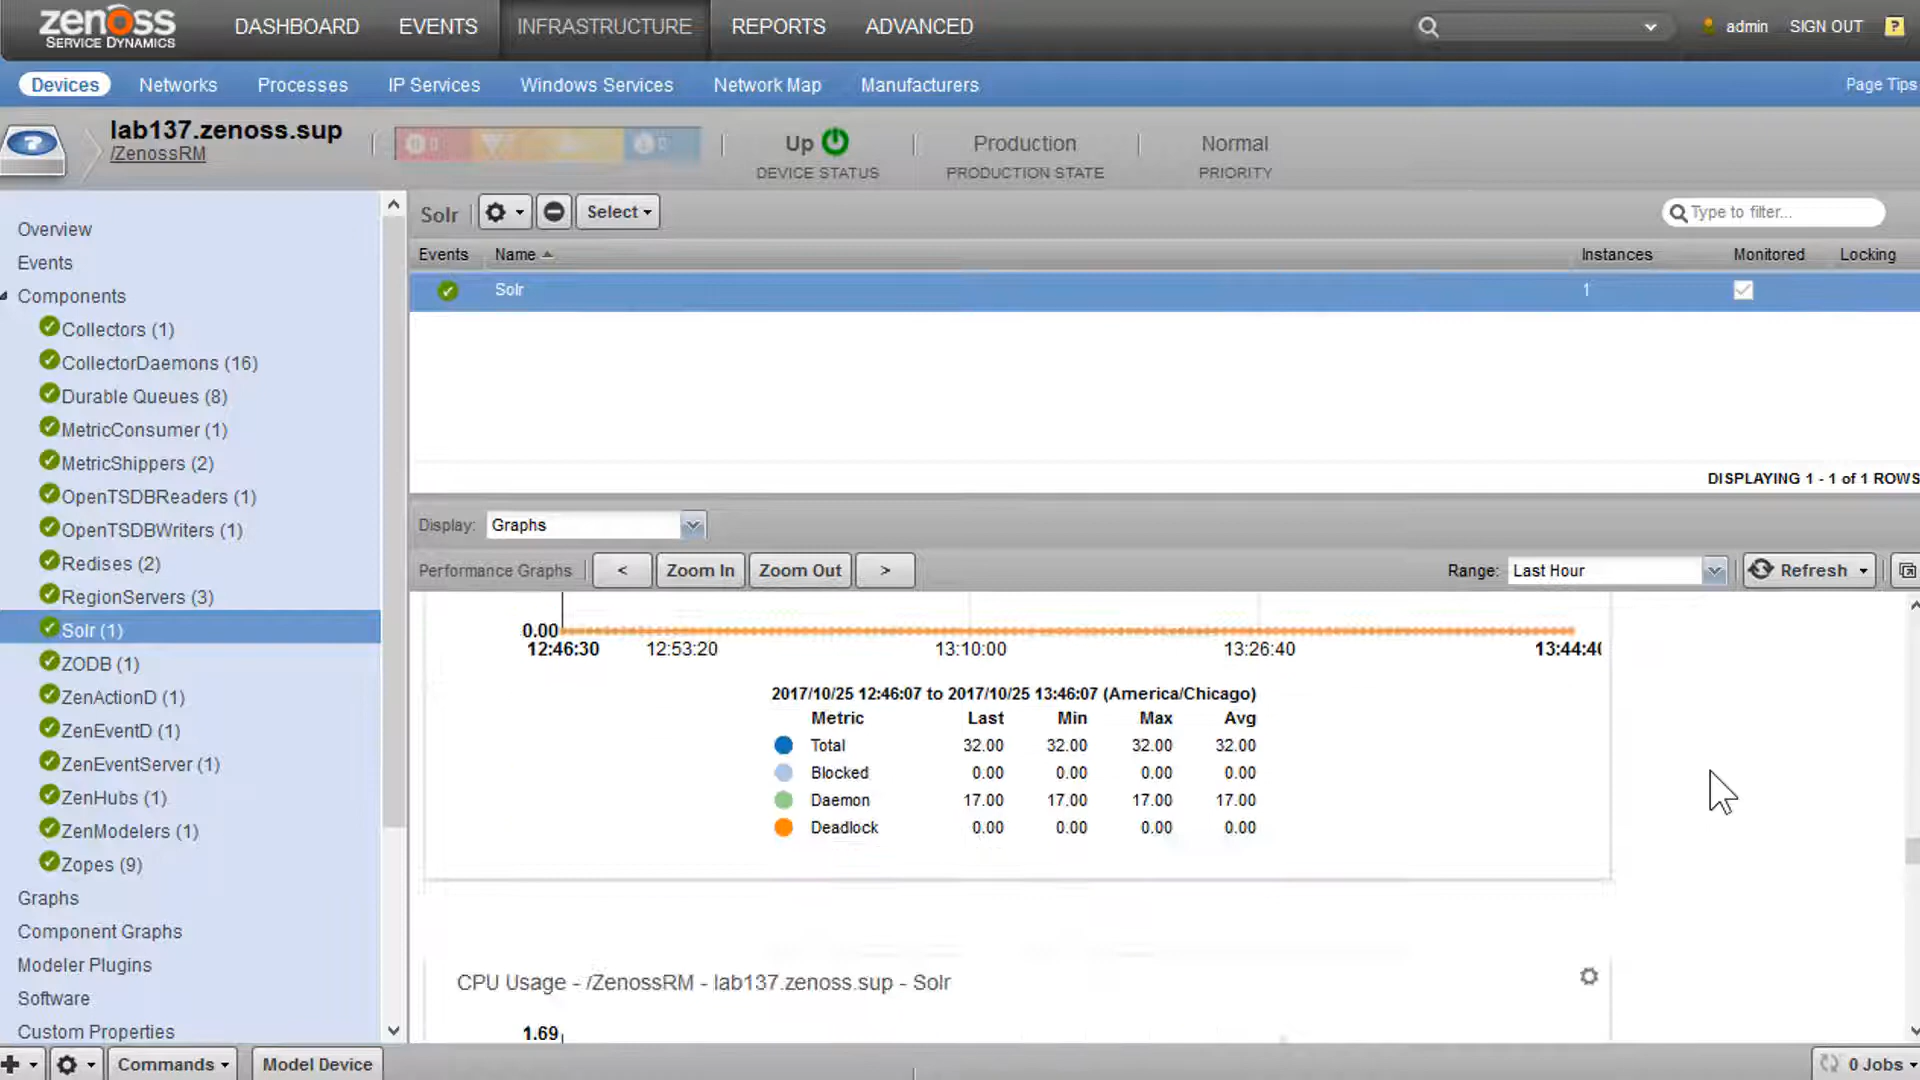 zenoss
SERVICE DYNAMICS
DASHBOARD EVENTS INFRASTRUCTURE REPORTS ADVANCED
admin SIGN OUT ?
Devices Networks Processes IP Services Windows Services Network Map Manufacturers
Page Tips
lab137.zenoss.sup
/ZenossRM
Up
DEVICE STATUS
Production
PRODUCTION STATE
Normal
PRIORITY
Overview
Events
Components
Collectors (1)
CollectorDaemons (16)
Durable Queues (8)
MetricConsumer (1)
MetricShippers (2)
OpenTSDBReaders (1)
OpenTSDBWriters (1)
Redises (2)
RegionServers (3)
Solr (1)
ZODB (1)
ZenActionD (1)
ZenEventD (1)
ZenEventServer (1)
ZenHubs (1)
ZenModelers (1)
Zopes (9)
Graphs
Component Graphs
Modeler Plugins
Software
Custom Properties
Solr Select Type to filter...
Events Name Instances Monitored Locking
Solr 1
DISPLAYING 1 - 1 of 1 ROWS
Display: Graphs
Performance Graphs < Zoom In Zoom Out > Range: Last Hour Refresh
0.00
12:46:30 12:53:20 13:10:00 13:26:40 13:44:40
2017/10/25 12:46:07 to 2017/10/25 13:46:07 (America/Chicago)
Metric Last Min Max Avg
Total 32.00 32.00 32.00 32.00
Blocked 0.00 0.00 0.00 0.00
Daemon 17.00 17.00 17.00 17.00
Deadlock 0.00 0.00 0.00 0.00
CPU Usage - /ZenossRM - lab137.zenoss.sup - Solr
1.69
Commands Model Device 0 Jobs